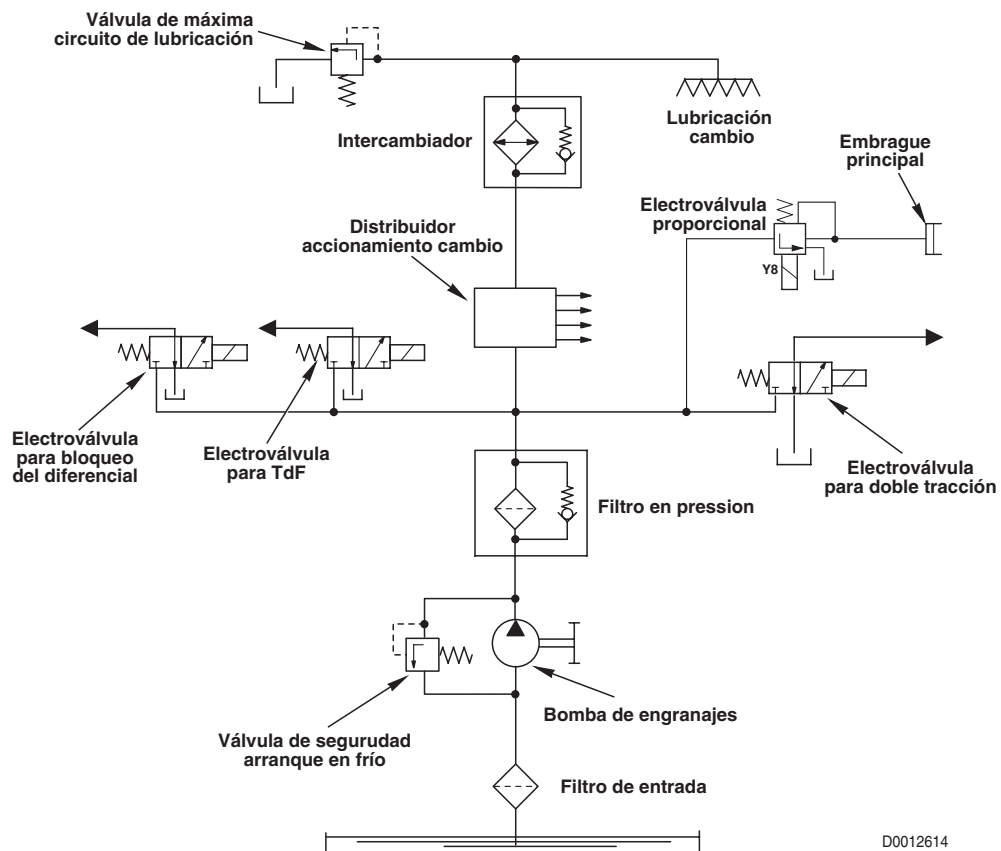 Válvula de máxima
circuito de lubricación
Lubricación
cambio
Intercambiador
Embrague
principal
Electroválvula
proporcional
Distribuidor
accionamiento cambio
Y8
Electroválvula
para bloqueo
del diferencial
Electroválvula
para TdF
Electroválvula
para doble tracción
Filtro en pression
Bomba de engranajes
Válvula de segurudad
arranque en frío
Filtro de entrada
D0012614